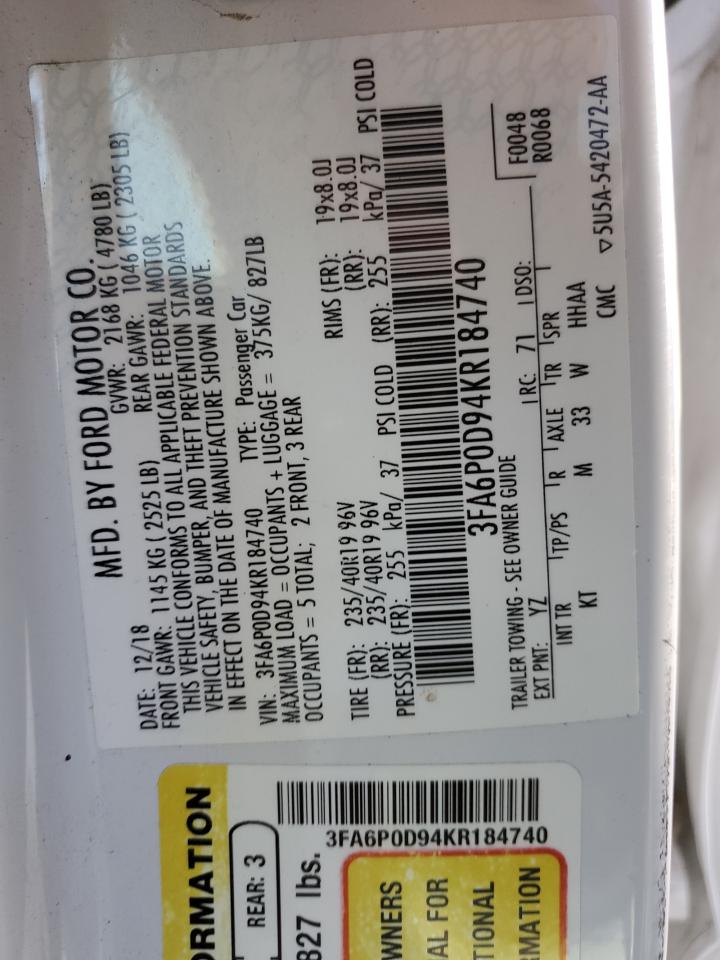 MFD. BY FORD MOTOR CO.
DATE: 12/18 GVWR: 2168 KG ( 4780 LB)
FRONT GAWR: 1145 KG ( 2525 LB) REAR GAWR: 1046 KG ( 2305 LB)
THIS VEHICLE CONFORMS TO ALL APPLICABLE FEDERAL MOTOR
VEHICLE SAFETY, BUMPER, AND THEFT PREVENTION STANDARDS
IN EFFECT ON THE DATE OF MANUFACTURE SHOWN ABOVE.
VIN: 3FA6P0D94KR184740 TYPE: Passenger Car
MAXIMUM LOAD = OCCUPANTS + LUGGAGE = 375KG/ 827LB
OCCUPANTS = 5 TOTAL; 2 FRONT, 3 REAR
RIMS (FR): 19x8.0J
TIRE (FR): 235/40R19 96V (RR): 19x8.0J
(RR): 235/40R19 96V
PRESSURE (FR): 255 kPa/ 37 PSI COLD (RR): 255 kPa/ 37 PSI COLD
3FA6P0D94KR184740
TRAILER TOWING - SEE OWNER GUIDE F0048
EXT PNT: YZ RC: 71 DSO: R0068
INT TR TP/PS R AXLE TR SPR
KT M 33 W HHAA
CMC ▽5U5A-5420472-AA
ORMATION
REAR: 3
827 lbs.
3FA6P0D94KR184740
WNERS
AL FOR
TIONAL
MATION